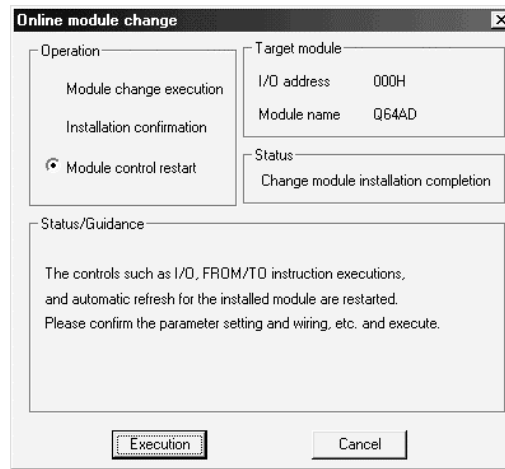 Online module change
Operation
Module change execution
Installation confirmation
Module control restart
Target module
I/O address 000H
Module name Q64AD
Status
Change module installation completion
Status/Guidance
The controls such as I/O, FROM/TO instruction executions,
and automatic refresh for the installed module are restarted.
Please confirm the parameter setting and wiring, etc. and execute.
Execution
Cancel